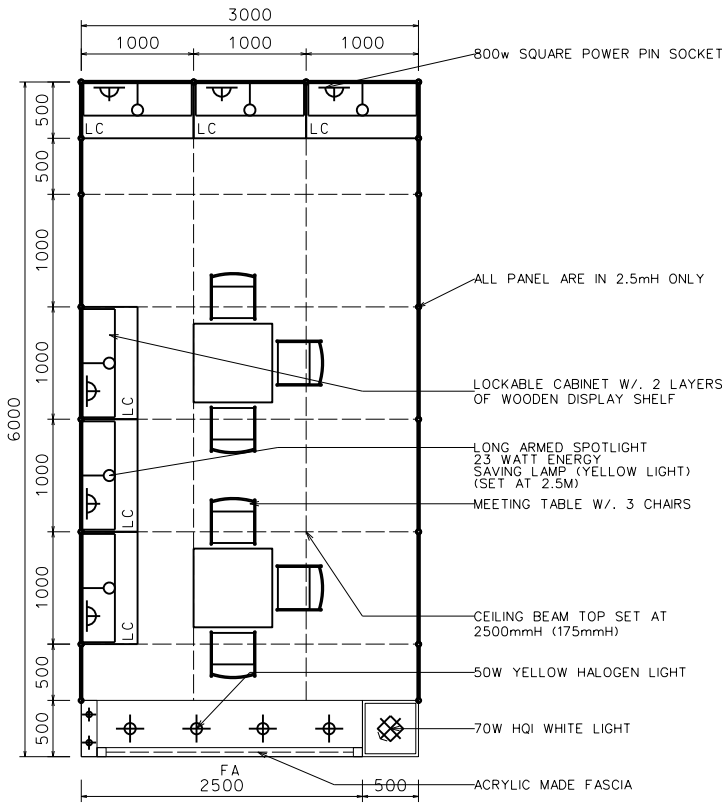 3000
1000
1000
1000
800w SQUARE POWER PIN SOCKET
500
LC
LC
LC
500
1000
ALL PANEL ARE IN 2.5mH ONLY
6000
1000
LC
LOCKABLE CABINET W/. 2 LAYERS
OF WOODEN DISPLAY SHELF
1000
LC
LONG ARMED SPOTLIGHT
23 WATT ENERGY
SAVING LAMP (YELLOW LIGHT)
(SET AT 2.5M)
MEETING TABLE W/. 3 CHAIRS
1000
LC
CEILING BEAM TOP SET AT
2500mmH (175mmH)
500
50W YELLOW HALOGEN LIGHT
500
70W HQI WHITE LIGHT
FA
2500
500
ACRYLIC MADE FASCIA